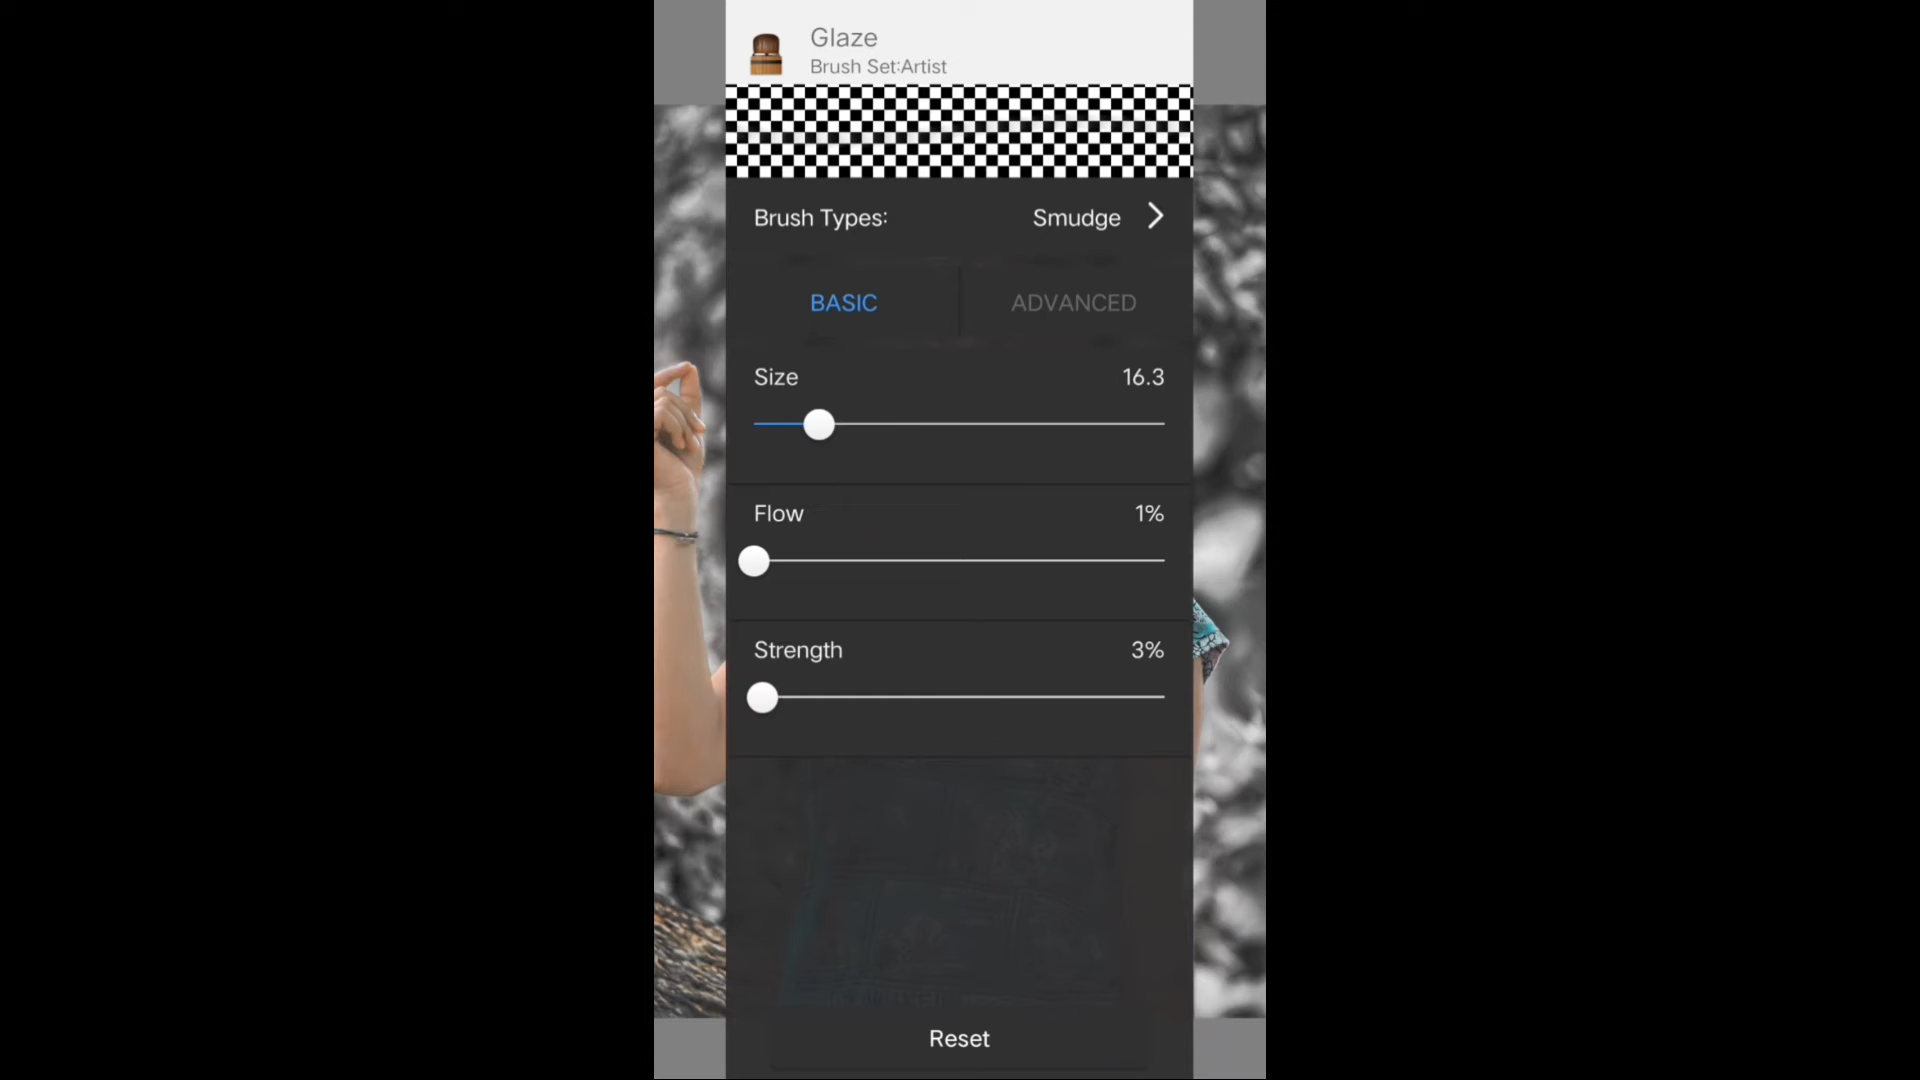 Glaze
Brush Set:Artist
Brush Types: Smudge
BASIC ADVANCED
Size 16.3
Flow 1%
Strength 3%
Reset